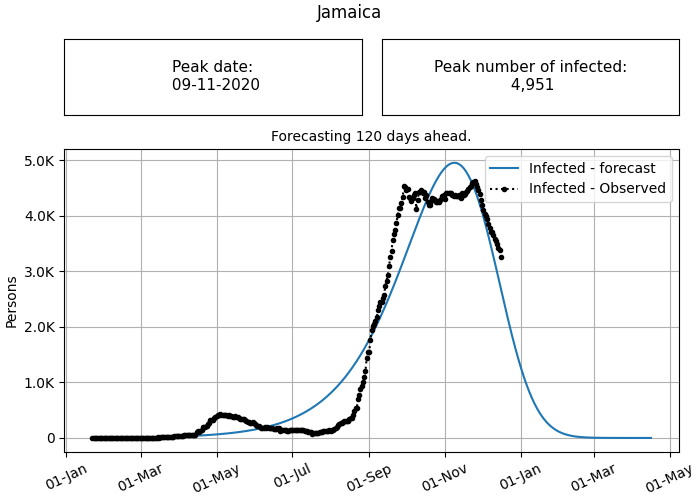 Jamaica
Peak date:
09-11-2020
Peak number of infected:
4,951
Forecasting 120 days ahead.
5.0K
4.0K
3.0K
2.0K
1.0K
0
Persons
Infected - forecast
Infected - Observed
01-Jan
01-Mar
01-May
01-Jul
01-Sep
01-Nov
01-Jan
01-Mar
01-May